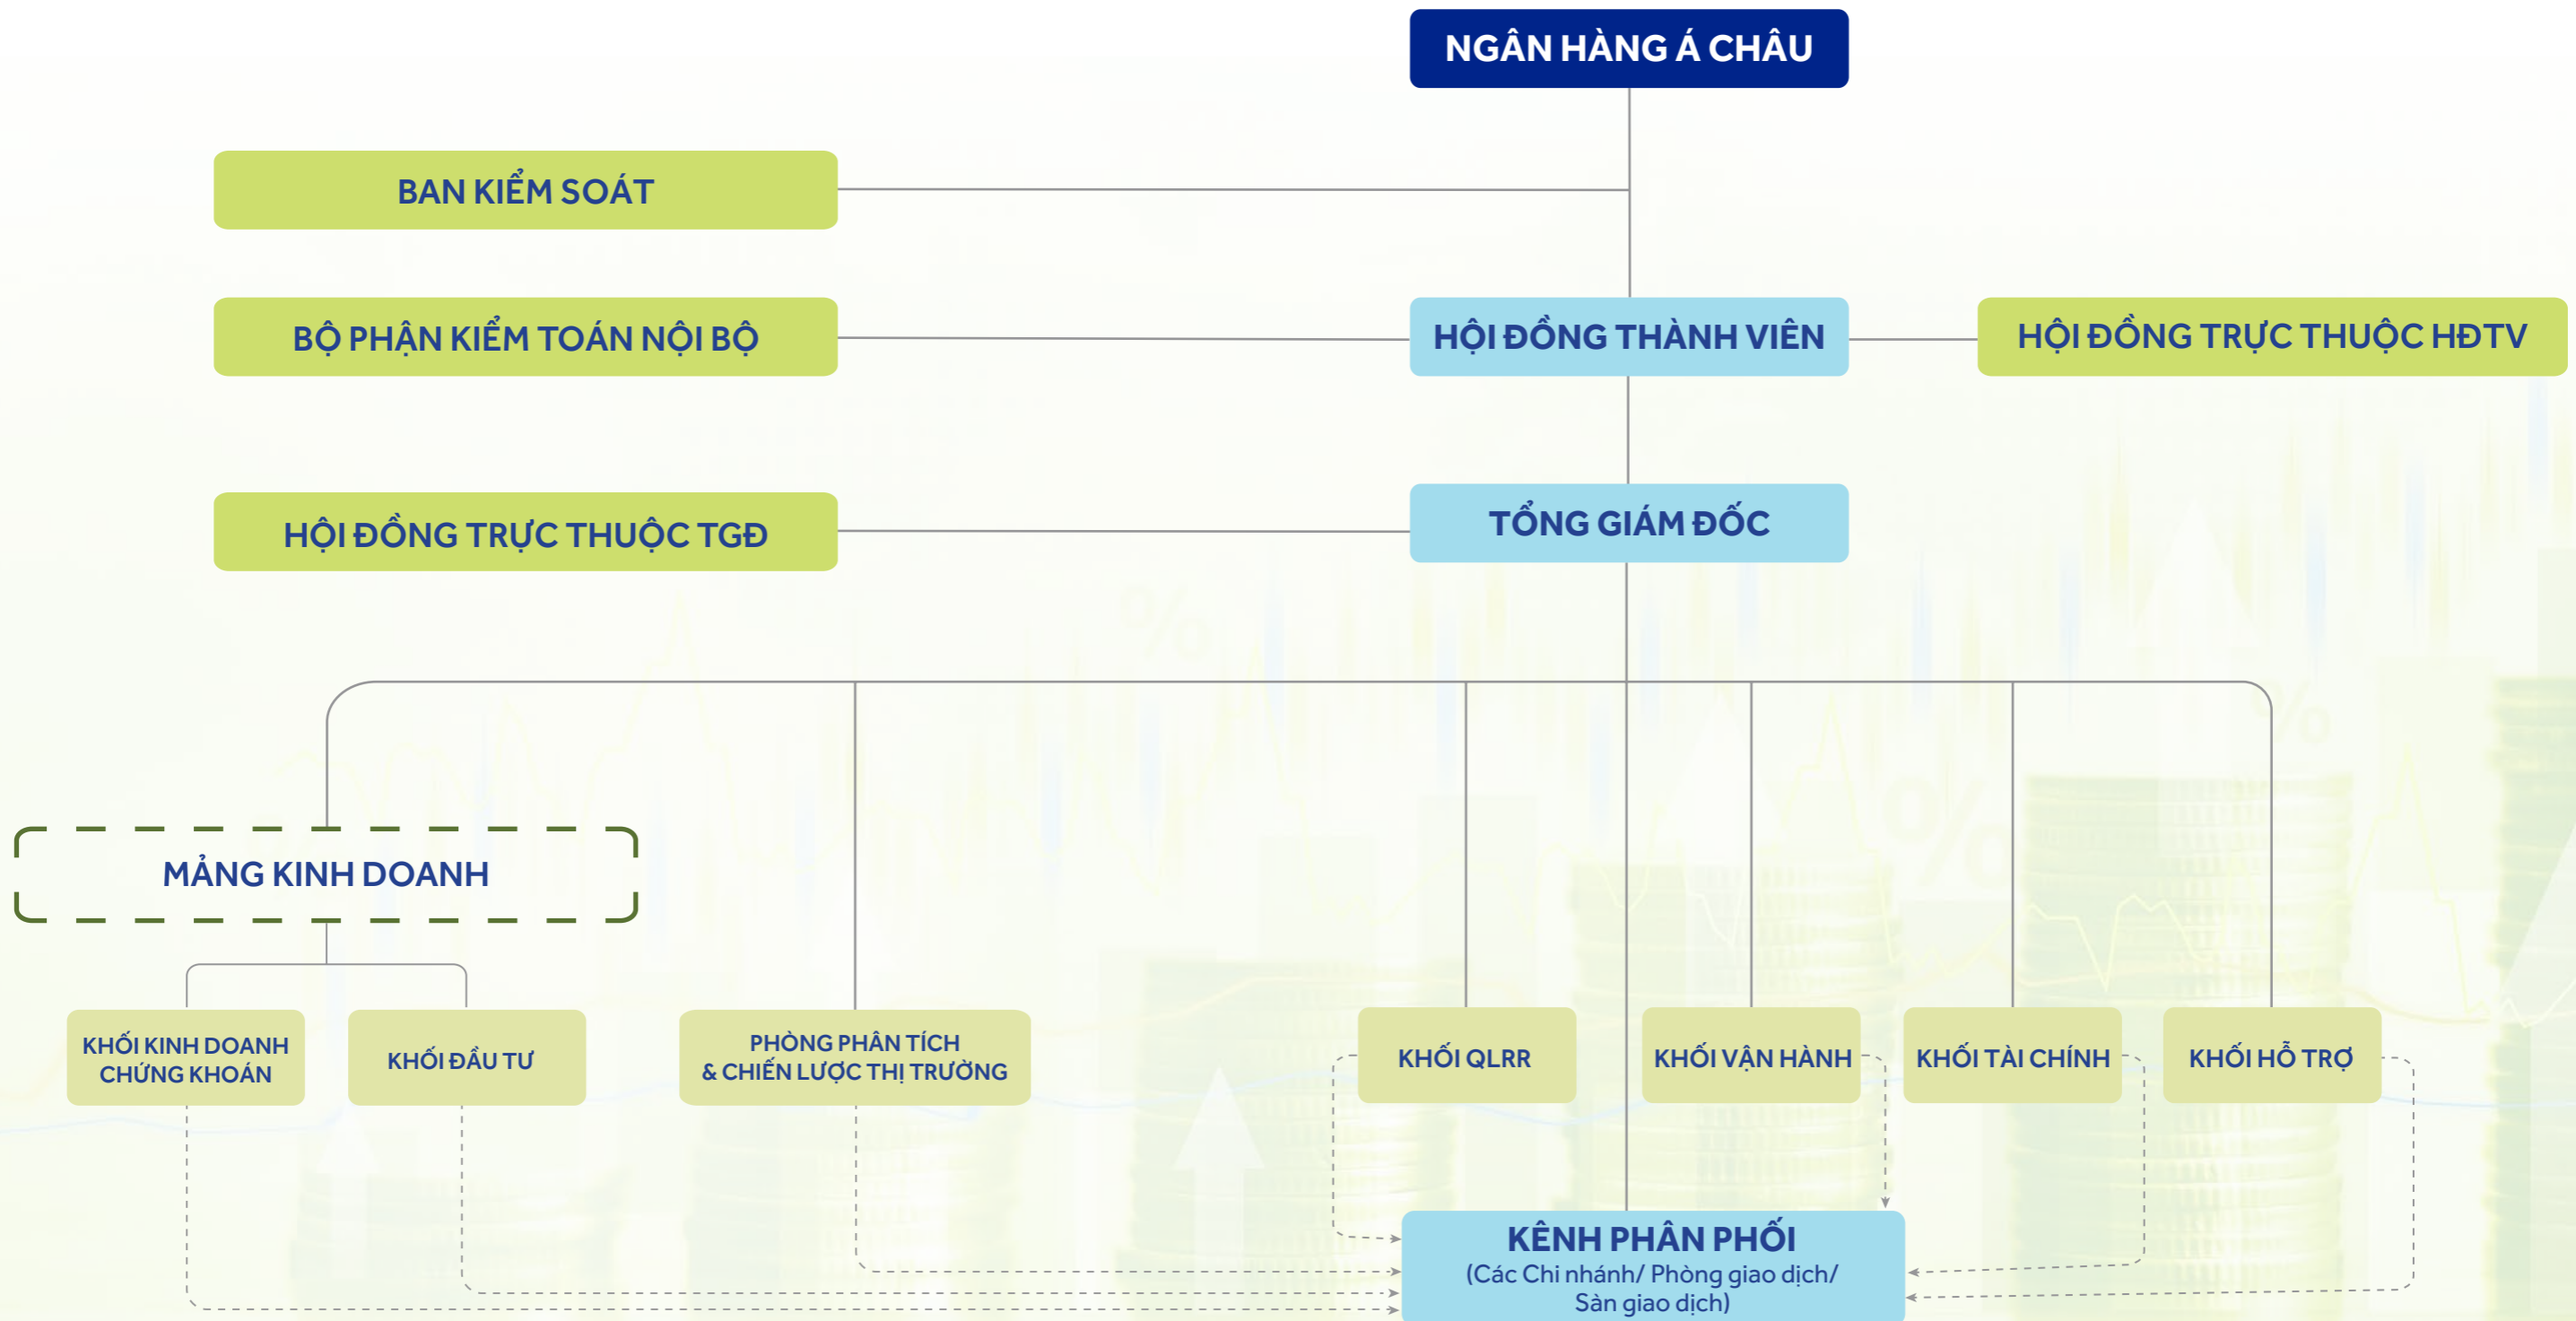 NGÂN HÀNG Á CHÂU
BAN KIỂM SOÁT
BỘ PHẬN KIỂM TOÁN NỘI BỘ
HỘI ĐỒNG THÀNH VIÊN
HỘI ĐỒNG TRỰC THUỘC HĐTV
HỘI ĐỒNG TRỰC THUỘC TGĐ
TỔNG GIÁM ĐỐC
MẢNG KINH DOANH
KHỐI KINH DOANH
CHỨNG KHOÁN
KHỐI ĐẦU TƯ
PHÒNG PHÂN TÍCH
& CHIẾN LƯỢC THỊ TRƯỜNG
KHỐI QLRR
KHỐI VẬN HÀNH
KHỐI TÀI CHÍNH
KHỐI HỖ TRỢ
KÊNH PHÂN PHỐI
(Các Chi nhánh/ Phòng giao dịch/
Sàn giao dịch)
%
%
%